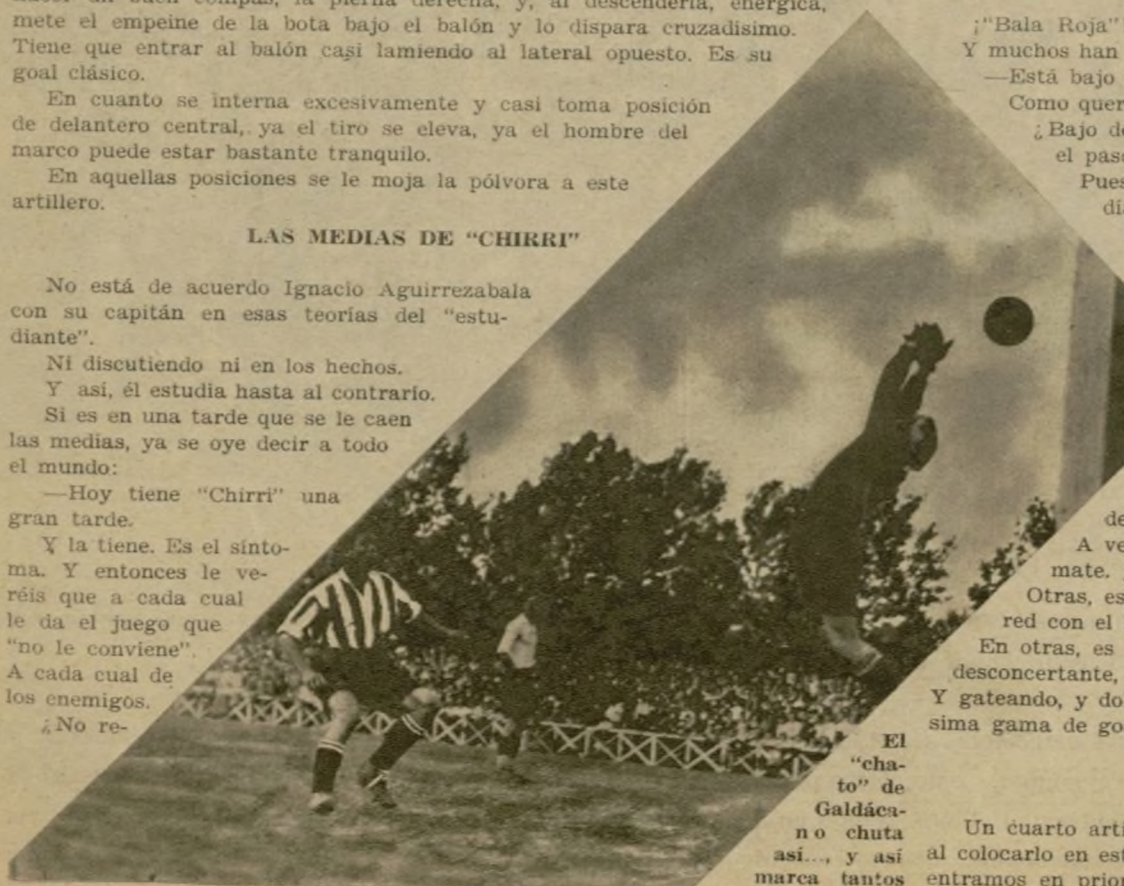 mete el empeine de la bota bajo el balón y lo dispara cruzadisimo.
Tiene que entrar al balón casi lamiendo al lateral opuesto. Es su
goal clásico.
En cuanto se interna excesivamente y casi toma posición
de delantero central, ya el tiro se eleva, ya el hombre del
marco puede estar bastante tranquilo.
En aquellas posiciones se le moja la pólvora a este
artillero.
LAS MEDIAS DE "CHIRRI"
No está de acuerdo Ignacio Aguirrezabala
con su capitán en esas teorías del "estu-
diante".
Ni discutiendo ni en los hechos.
Y así, él estudia hasta al contrario.
Si es en una tarde que se le caen
las medias, ya se oye decir a todo
el mundo:
—Hoy tiene "Chirri" una
gran tarde.
Y la tiene. Es el sínto-
ma. Y entonces le ve-
réis que a cada cual
le da el juego que
"no le conviene".
A cada cual de
los enemigos.
¿No re-
El
"cha-
to" de
Galdáca-
no chuta
así..., y así
marca tantos
¡"Bala Roja"
Y muchos han
—Está bajo
Como quer
¿Bajo de
el pas
Pues
de
A ve
mate.
Otras, es
red con el
En otras, es
desconcertante,
Y gateando, y do
sima gama de go
Un cuarto arti
al colocarlo en est
entramos en prior